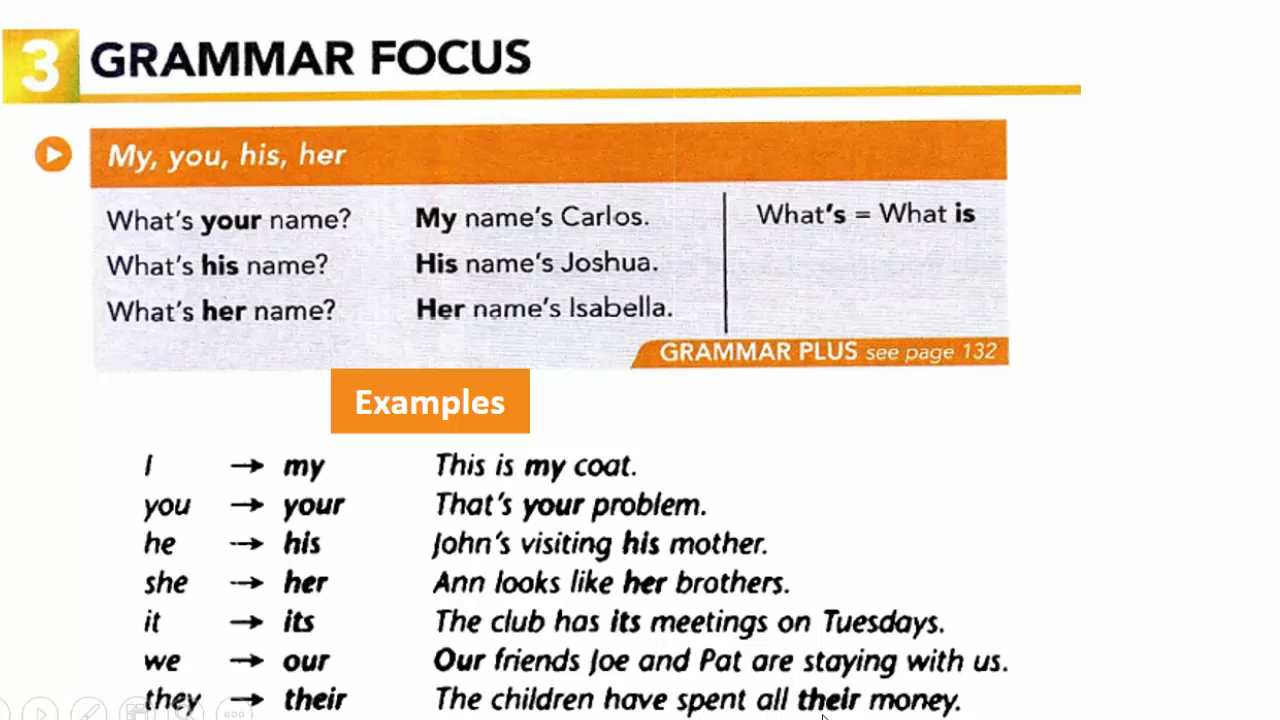 3 GRAMMAR FOCUS
My, you, his, her
What's your name? My name's Carlos. What's = What is
What's his name? His name's Joshua.
What's her name? Her name's Isabella.
GRAMMAR PLUS see page 132
Examples
I → my This is my coat.
you → your That's your problem.
he → his John's visiting his mother.
she → her Ann looks like her brothers.
it → its The club has its meetings on Tuesdays.
we → our Our friends Joe and Pat are staying with us.
they → their The children have spent all their money.